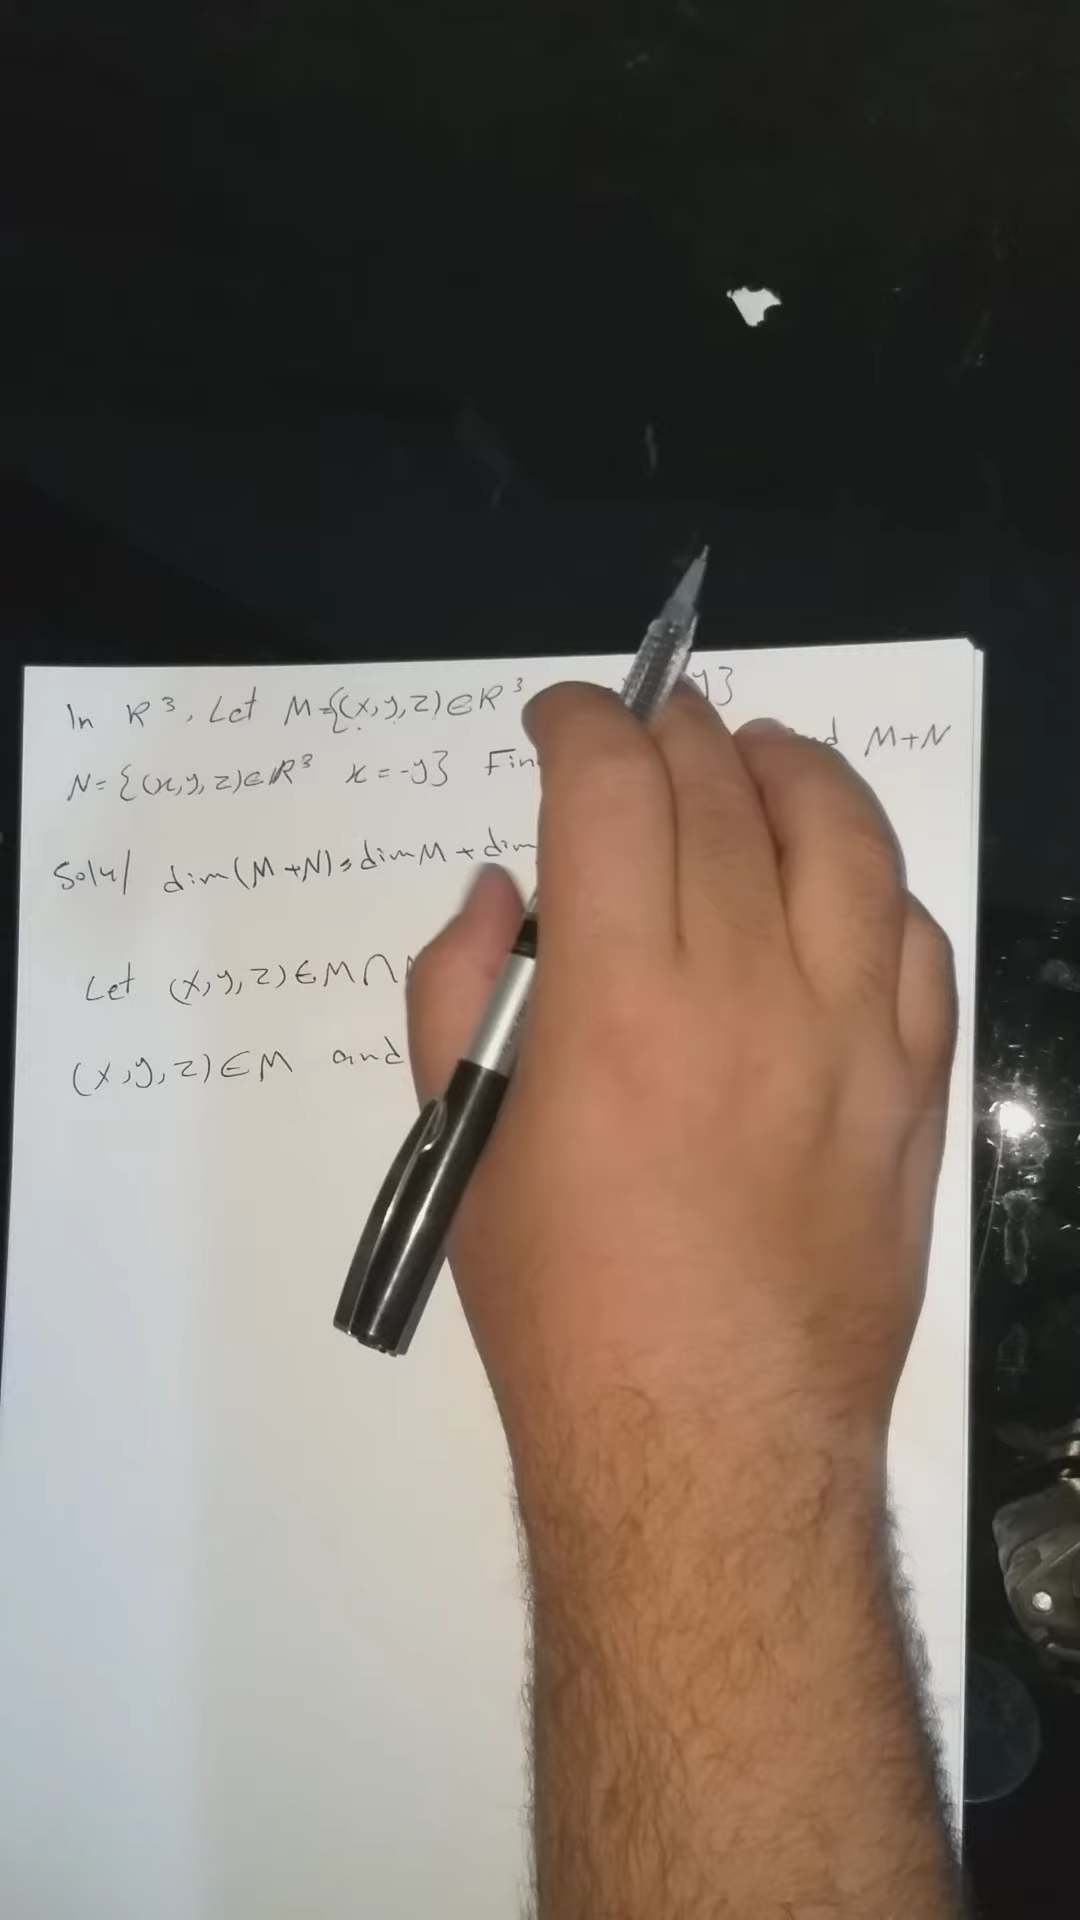 In R³, Let M={(x,y,z)∈R³ y}
N={(x,y,z)∈R³ x=-y} Fin M+N
Solu/ dim(M+N)=dimM+dim
Let (x,y,z)∈M∩
(x,y,z)∈M and